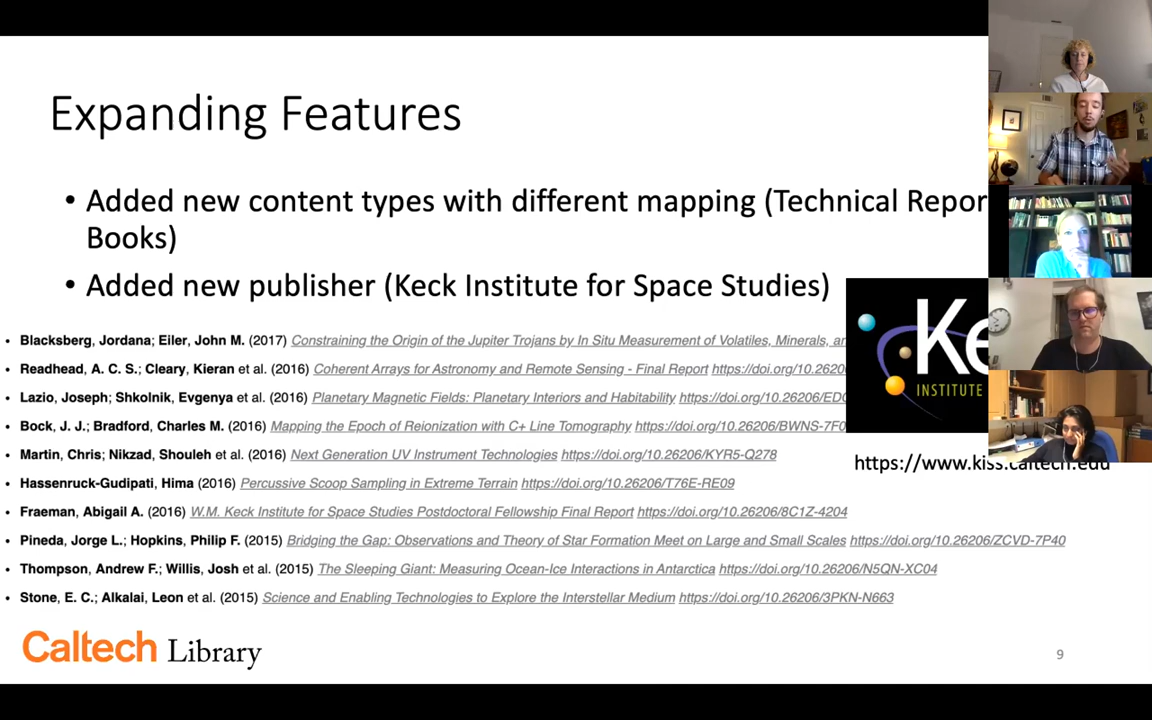 Expanding Features
• Added new content types with different mapping (Technical Repor
Books)
• Added new publisher (Keck Institute for Space Studies)
• Blacksberg, Jordana; Eiler, John M. (2017) Constraining the Origin of the Jupiter Trojans by In Situ Measurement of Volatiles, Minerals, an
• Readhead, A. C. S.; Cleary, Kieran et al. (2016) Coherent Arrays for Astronomy and Remote Sensing - Final Report https://doi.org/10.2620
• Lazio, Joseph; Shkolnik, Evgenya et al. (2016) Planetary Magnetic Fields: Planetary Interiors and Habitability https://doi.org/10.26206/EDC
• Bock, J. J.; Bradford, Charles M. (2016) Mapping the Epoch of Reionization with C+ Line Tomography https://doi.org/10.26206/BWNS-7F0
• Martin, Chris; Nikzad, Shouleh et al. (2016) Next Generation UV Instrument Technologies https://doi.org/10.26206/KYR5-Q278
• Hassenruck-Gudipati, Hima (2016) Percussive Scoop Sampling in Extreme Terrain https://doi.org/10.26206/T76E-RE09
• Fraeman, Abigail A. (2016) W.M. Keck Institute for Space Studies Postdoctoral Fellowship Final Report https://doi.org/10.26206/8C1Z-4204
• Pineda, Jorge L.; Hopkins, Philip F. (2015) Bridging the Gap: Observations and Theory of Star Formation Meet on Large and Small Scales https://doi.org/10.26206/ZCVD-7P40
• Thompson, Andrew F.; Willis, Josh et al. (2015) The Sleeping Giant: Measuring Ocean-Ice Interactions in Antarctica https://doi.org/10.26206/N5QN-XC04
• Stone, E. C.; Alkalai, Leon et al. (2015) Science and Enabling Technologies to Explore the Interstellar Medium https://doi.org/10.26206/3PKN-N663
Ke
INSTITUTE
https://www.kiss.caltech.edu
Caltech Library
9